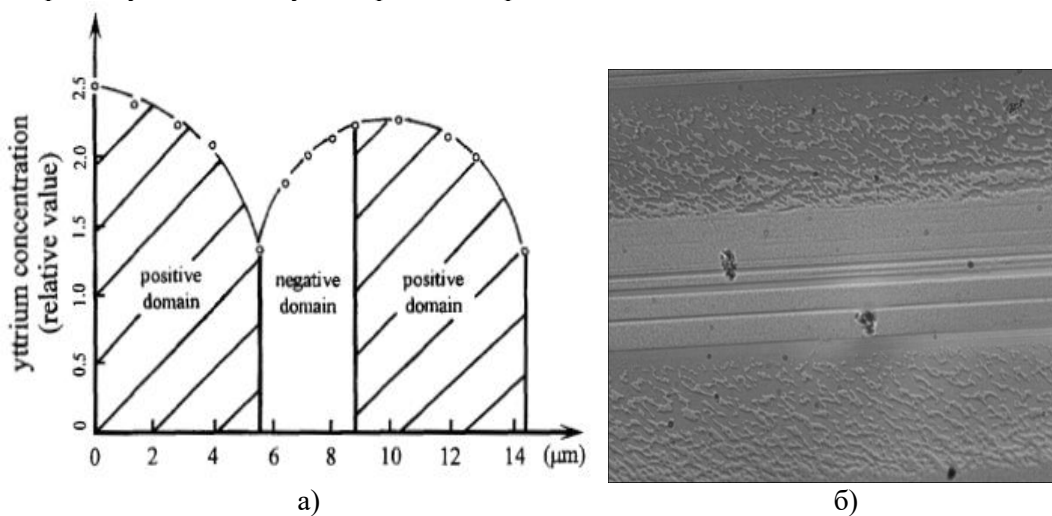 yttrium concentration
(relative value)
2.5
2.0
1.5
1.0
0.5
0
positive
domain
negative
domain
positive
domain
0 2 4 6 8 10 12 14 (μm)
а)
б)